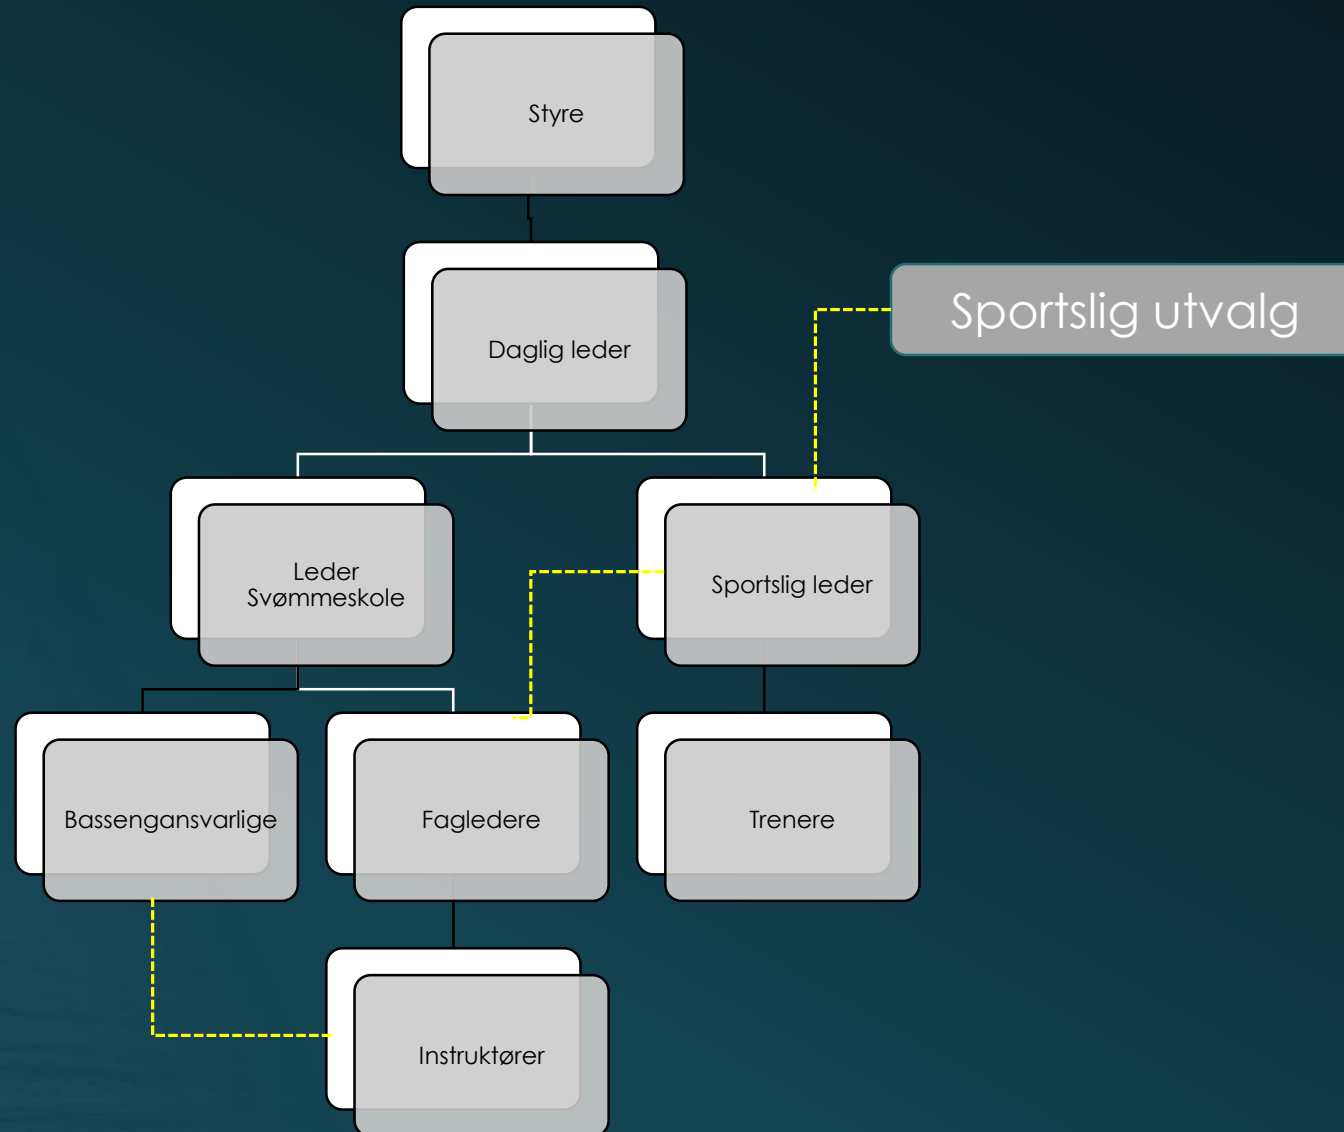 Styre
Sportslig utvalg
Daglig leder
Leder
Svømmeskole
Sportslig leder
Bassengansvarlige
Fagledere
Trenere
Instruktører